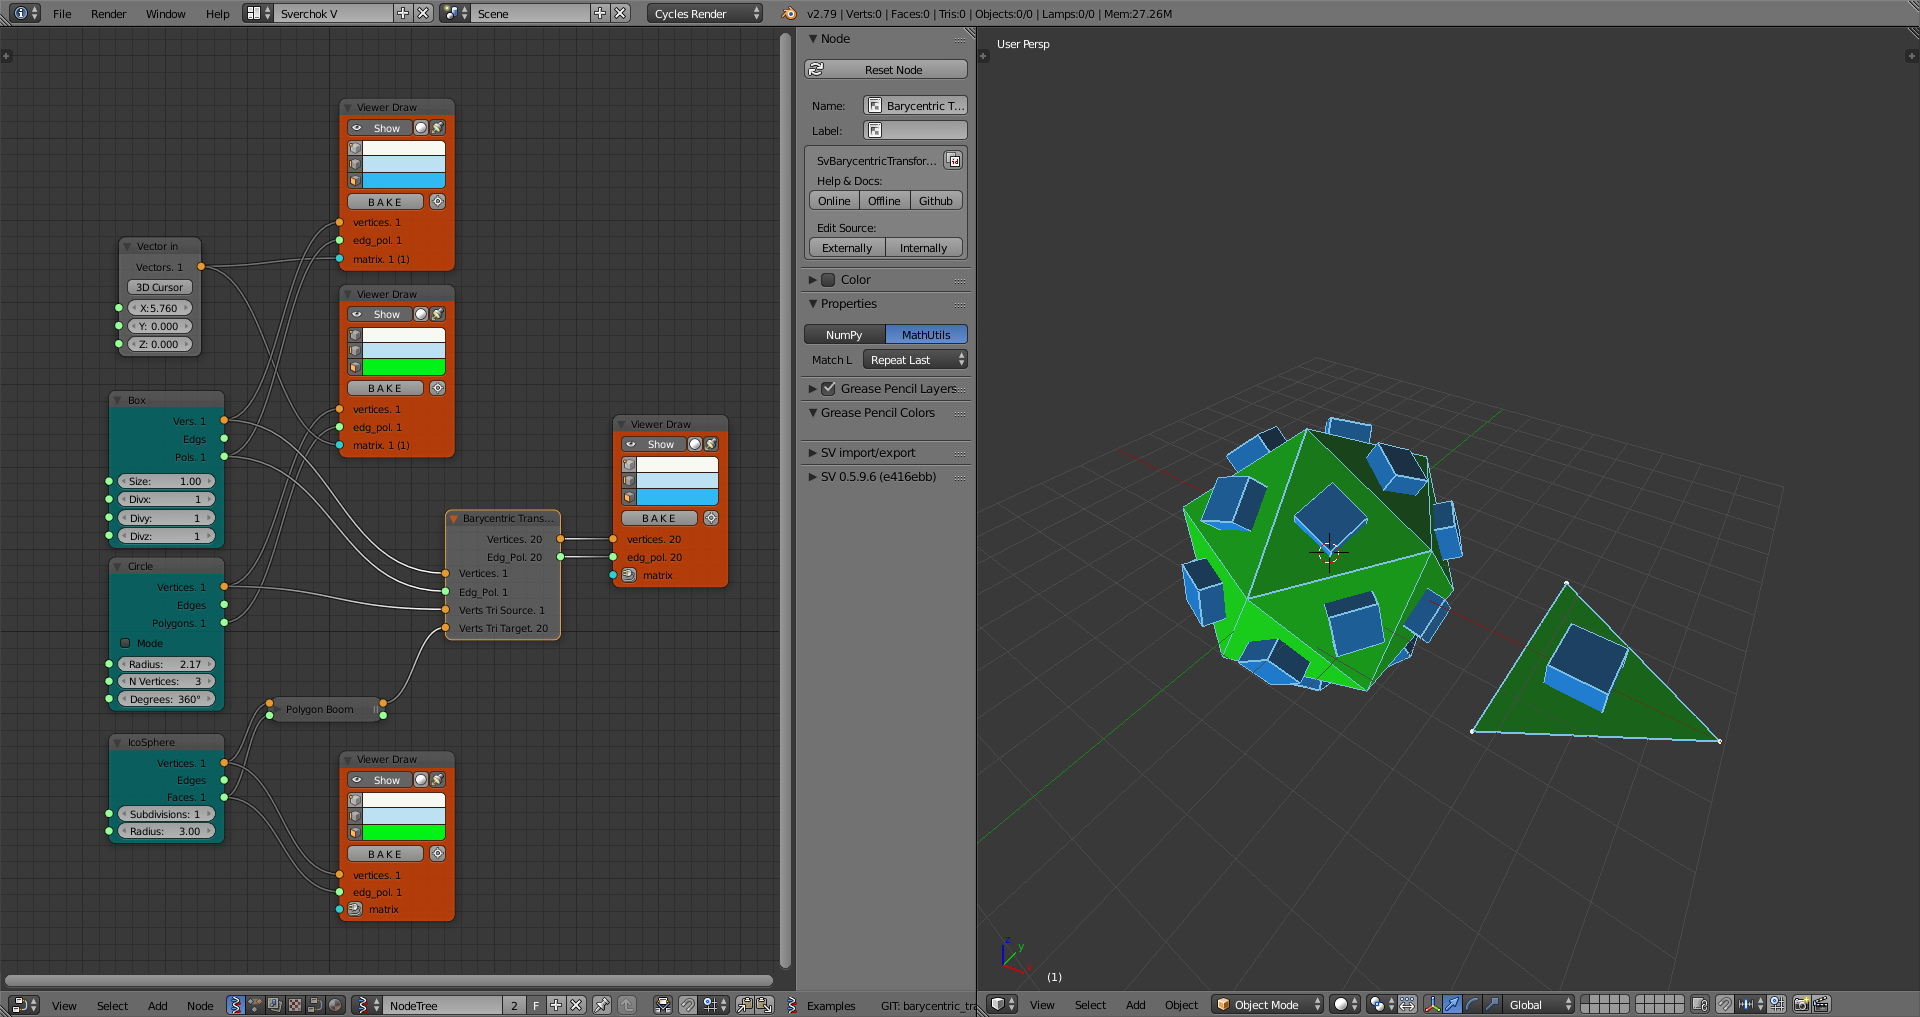 File Render Window Help Sverchok V Scene Cycles Render v2.79 | Verts:0 | Faces:0 | Tris:0 | Objects:0/0 | Lamps:0/0 | Mem:27.26M
Viewer Draw
Show
BAKE
vertices. 1
edg_pol. 1
matrix. 1 (1)
Vector in
Vectors. 1
3D Cursor
X:5.760
Y: 0.000
Z: 0.000
Viewer Draw
Show
BAKE
vertices. 1
edg_pol. 1
matrix. 1 (1)
Box
Vers. 1
Edgs
Pols. 1
Size: 1.00
Divx: 1
Divy: 1
Divz: 1
Circle
Vertices. 1
Edges
Polygons. 1
Mode
Radius: 2.17
N Vertices: 3
Degrees: 360°
IcoSphere
Vertices. 1
Edges
Faces. 1
Subdivisions: 1
Radius: 3.00
Polygon Boom
Viewer Draw
Show
BAKE
vertices. 1
edg_pol. 1
matrix
Barycentric Trans...
Vertices. 20
Edg_Pol. 20
Vertices. 1
Edg_Pol. 1
Verts Tri Source. 1
Verts Tri Target. 20
Viewer Draw
Show
BAKE
vertices. 20
edg_pol. 20
matrix
Node
Reset Node
Name: Barycentric T...
Label:
SvBarycentricTransfor...
Help & Docs:
Online Offline Github
Edit Source:
Externally Internally
Color
Properties
NumPy MathUtils
Match L Repeat Last
Grease Pencil Layers
Grease Pencil Colors
SV import/export
SV 0.5.9.6 (e416ebb)
User Persp
z
y
x
(1)
View Select Add Node NodeTree 2 F Examples GIT: barycentric_tra
View Select Add Object Object Mode Global